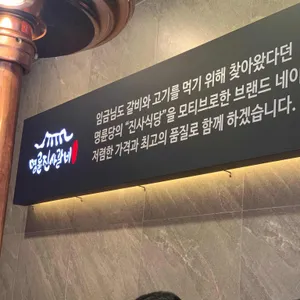 명륜진사갈비
임금님도 갈비와 고기를 먹기 위해 찾아왔다던
명륜당의 "진사식당"을 모티브로한 브랜드 네이
저렴한 가격과 최고의 품질로 함께 하겠습니다.